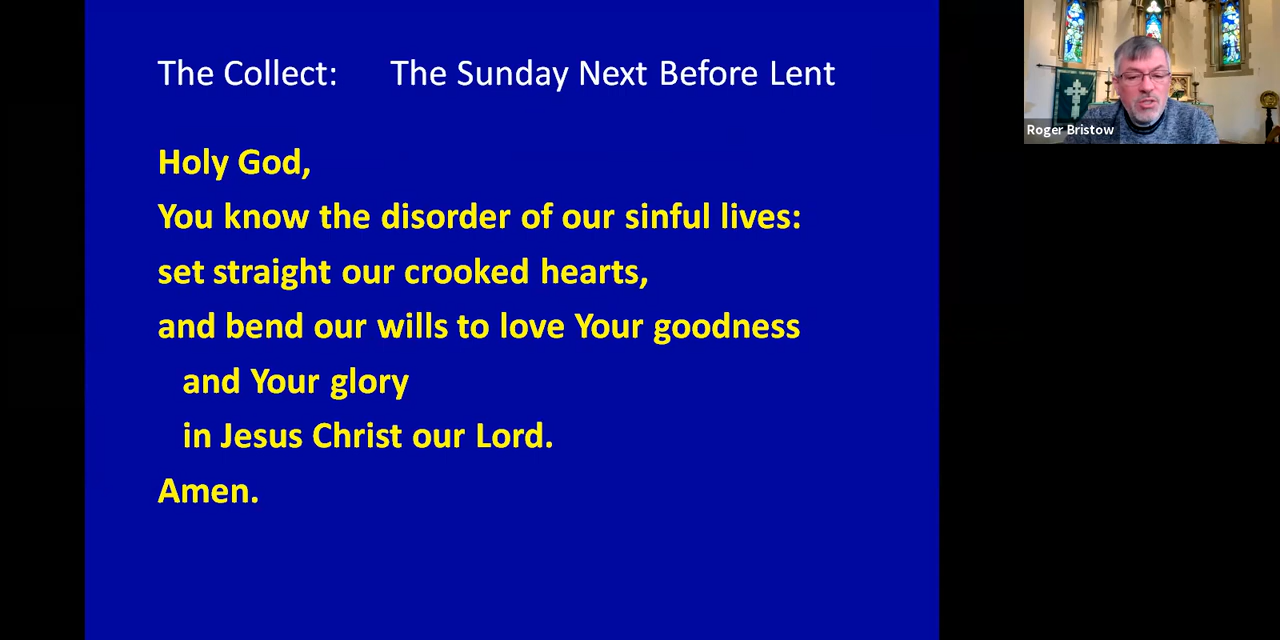 The Collect: The Sunday Next Before Lent
Holy God,
You know the disorder of our sinful lives:
set straight our crooked hearts,
and bend our wills to love Your goodness
and Your glory
in Jesus Christ our Lord.
Amen.
Roger Bristow